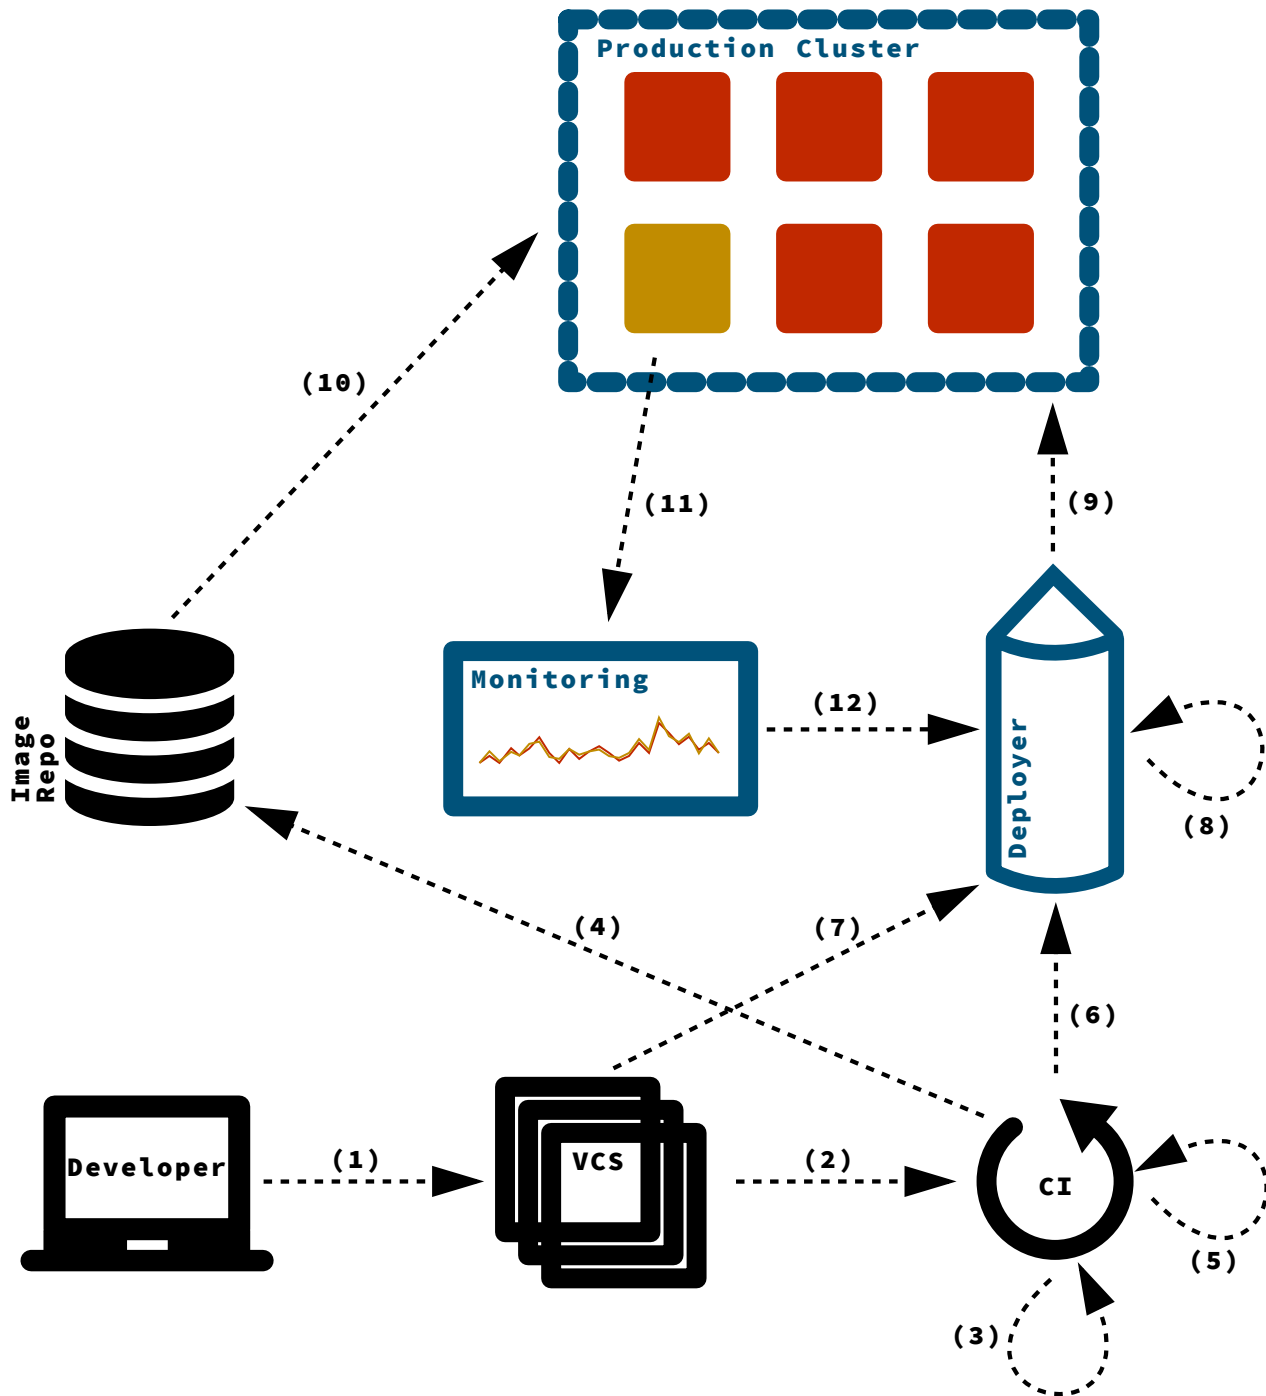 Production Cluster
(10)
(11)
(9)
Monitoring
(12)
Image
Repo
Deployer
(8)
(4)
(7)
(6)
Developer
(1)
VCS
(2)
CI
(5)
(3)